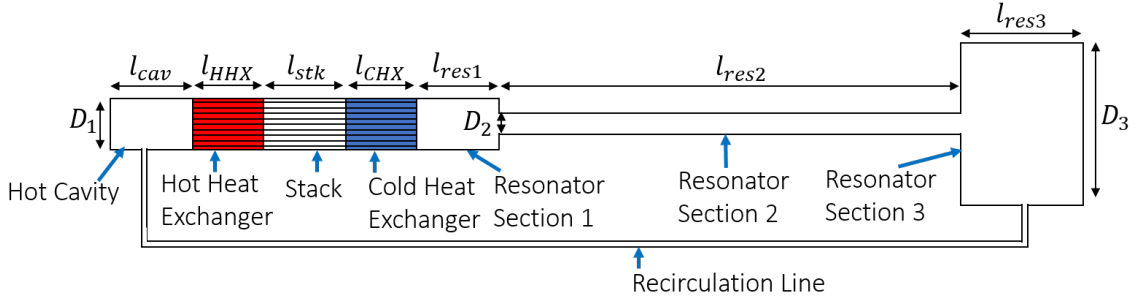 l_cav
l_HHX
l_stk
l_CHX
l_res1
l_res2
l_res3
D_1
D_2
D_3
Hot Cavity
Hot Heat
Exchanger
Stack
Cold Heat
Exchanger
Resonator
Section 1
Resonator
Section 2
Resonator
Section 3
Recirculation Line